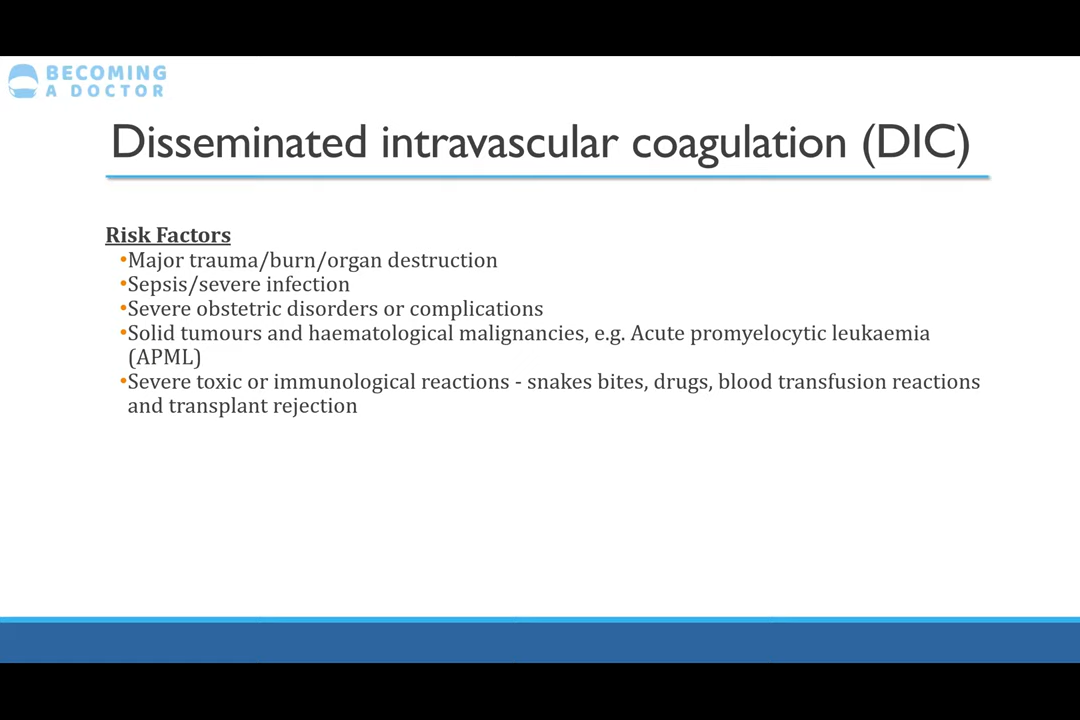 BECOMING
A DOCTOR
Disseminated intravascular coagulation (DIC)
Risk Factors
•Major trauma/burn/organ destruction
•Sepsis/severe infection
•Severe obstetric disorders or complications
•Solid tumours and haematological malignancies, e.g. Acute promyelocytic leukaemia
(APML)
•Severe toxic or immunological reactions - snakes bites, drugs, blood transfusion reactions
and transplant rejection